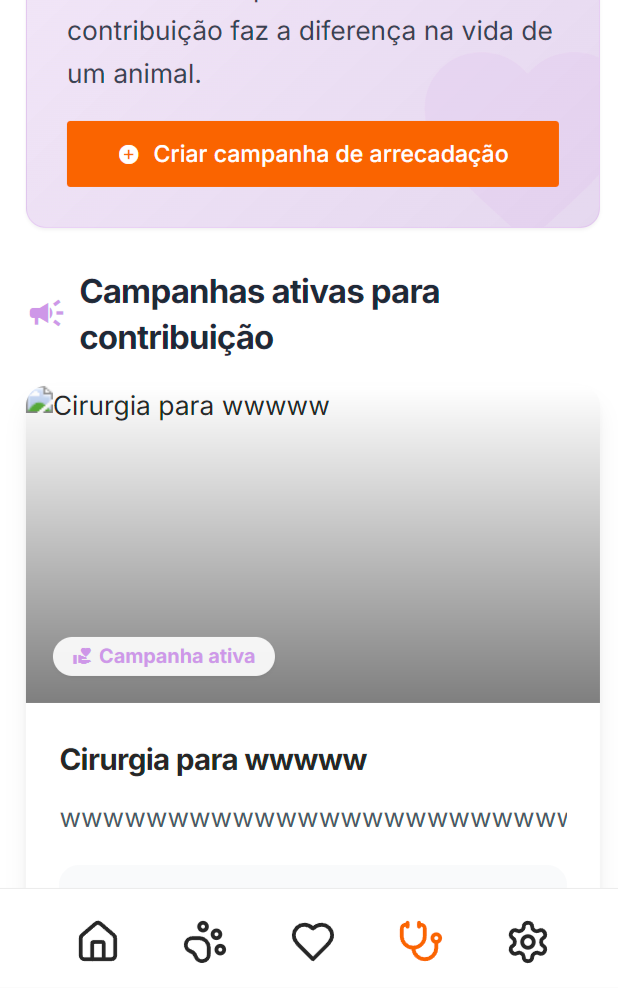 contribuição faz a diferença na vida de
um animal.
Criar campanha de arrecadação
Campanhas ativas para
contribuição
Cirurgia para wwwww
Campanha ativa
Cirurgia para wwwww
wwwwwwwwwwwwwwwwwwwwwwww